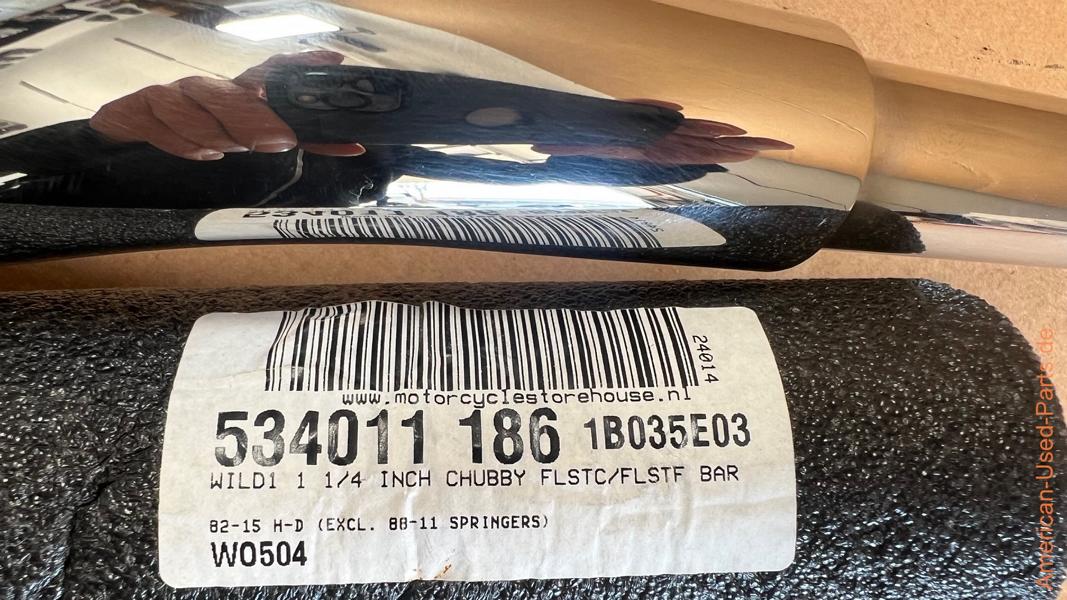 24014
www.motorcyclestorehouse.nl
534011 186 1B035E03
WILD1 1 1/4 INCH CHUBBY FLSTC/FLSTF BAR
82-15 H-D (EXCL. 88-11 SPRINGERS)
WO504
American-Used-Parts.de